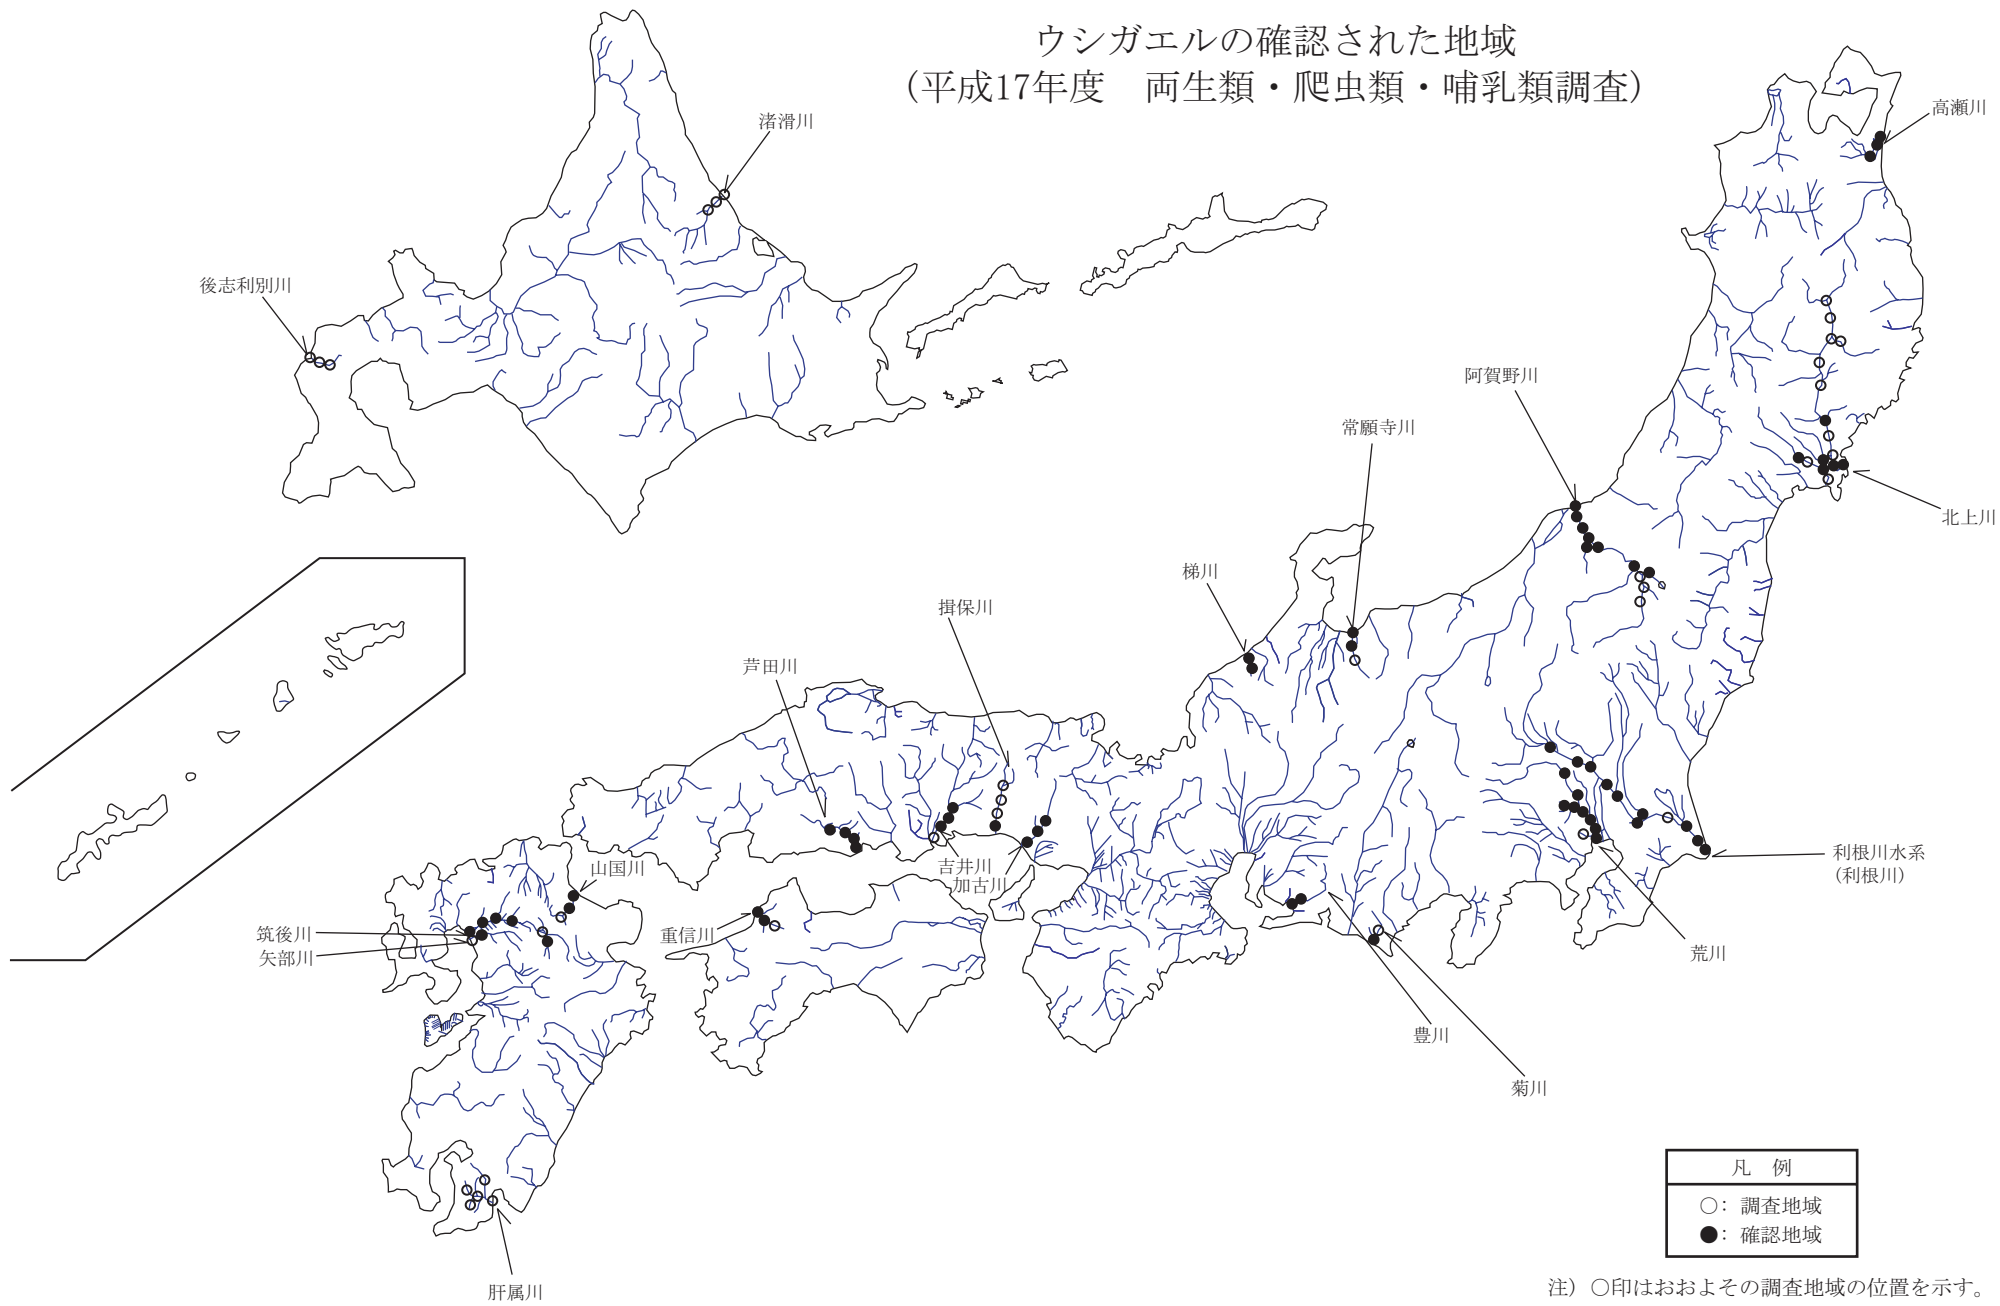 ウシガエルの確認された地域
（平成17年度　両生類・爬虫類・哺乳類調査）
渚滑川
高瀬川
後志利別川
阿賀野川
常願寺川
北上川
梯川
揖保川
芦田川
吉井川
加古川
山国川
利根川水系
（利根川）
筑後川
矢部川
重信川
荒川
豊川
菊川
肝属川
凡　例
○：調査地域
●：確認地域
注）○印はおおよその調査地域の位置を示す。